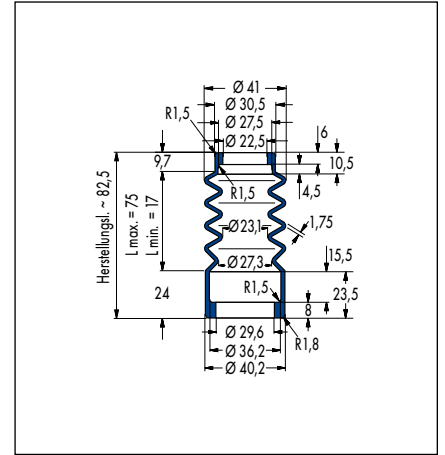 Ø 41
Ø 30,5
R1,5
Ø 27,5
6
Ø 22,5
9,7
10,5
R1,5
4,5
Herstellungsl. ~ 82,5
L max. = 75
L min. = 17
Ø23,1
1,75
Ø27,3
15,5
R1,5
24
23,5
8
Ø 29,6
R1,8
Ø 36,2
Ø 40,2